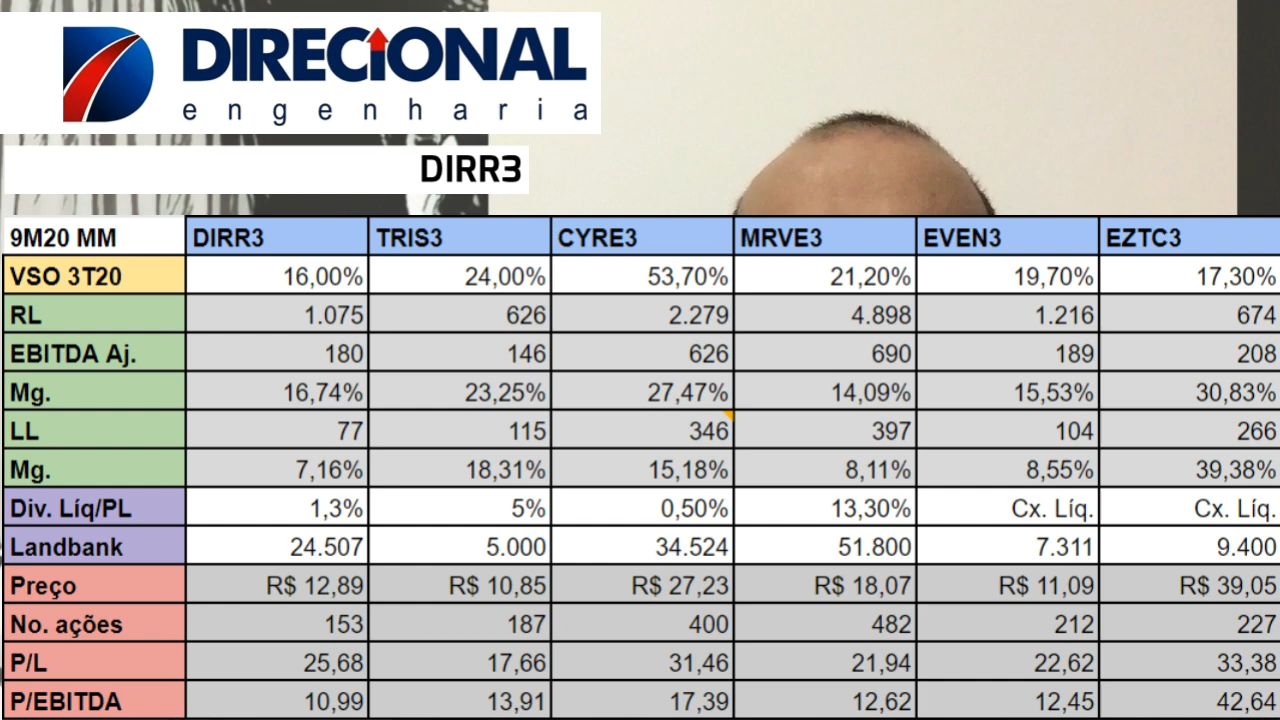 DIRECIONAL
engenharia
DIRR3
9M20 MM DIRR3 TRIS3 CYRE3 MRVE3 EVEN3 EZTC3
VSO 3T20 16,00% 24,00% 53,70% 21,20% 19,70% 17,30%
RL 1.075 626 2.279 4.898 1.216 674
EBITDA Aj. 180 146 626 690 189 208
Mg. 16,74% 23,25% 27,47% 14,09% 15,53% 30,83%
LL 77 115 346 397 104 266
Mg. 7,16% 18,31% 15,18% 8,11% 8,55% 39,38%
Div. Líq/PL 1,3% 5% 0,50% 13,30% Cx. Líq. Cx. Líq.
Landbank 24.507 5.000 34.524 51.800 7.311 9.400
Preço R$ 12,89 R$ 10,85 R$ 27,23 R$ 18,07 R$ 11,09 R$ 39,05
No. ações 153 187 400 482 212 227
P/L 25,68 17,66 31,46 21,94 22,62 33,38
P/EBITDA 10,99 13,91 17,39 12,62 12,45 42,64